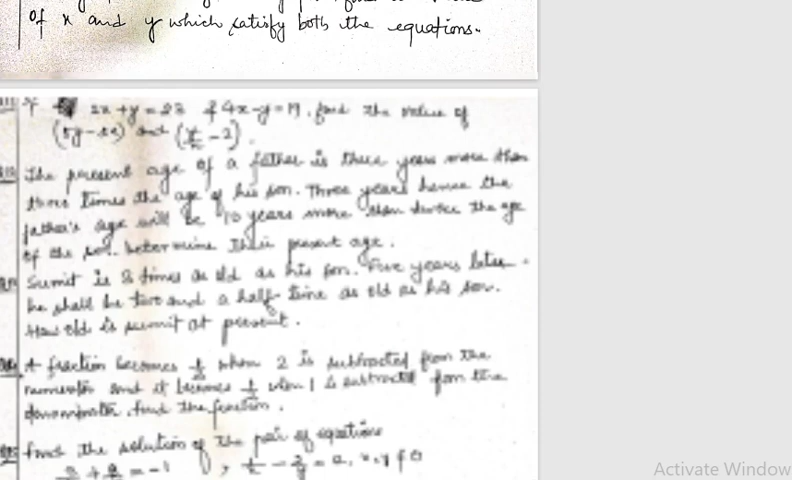 of x and y which satisfy both the equations.
If 2x+y=23 & 4x-y=19, find the value of
(5y-2x) and (y/x - 2).
The present age of a father is three years more than
three times the age of his son. Three years hence the
father's age will be 10 years more than twice the age
of the son. Determine their present age.
Sumit is 3 times as old as his son. Five years later
he shall be two and a half time as old as his son.
How old is sumit at present.
A fraction becomes when 2 is subtracted from the
numerator and it becomes when 1 is subtracted from the
denominator. find the fraction.
find the solution of the pair of equations
= -1 , x, y ≠ 0
Activate Window